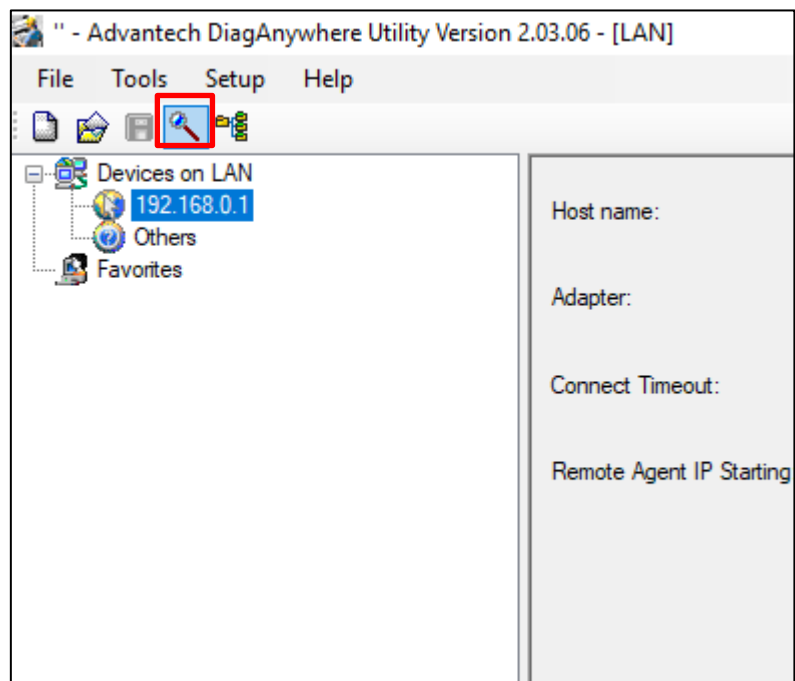 '' - Advantech DiagAnywhere Utility Version 2.03.06 - [LAN]
File Tools Setup Help
Devices on LAN
192.168.0.1
Others
Favorites
Host name:
Adapter:
Connect Timeout:
Remote Agent IP Starting